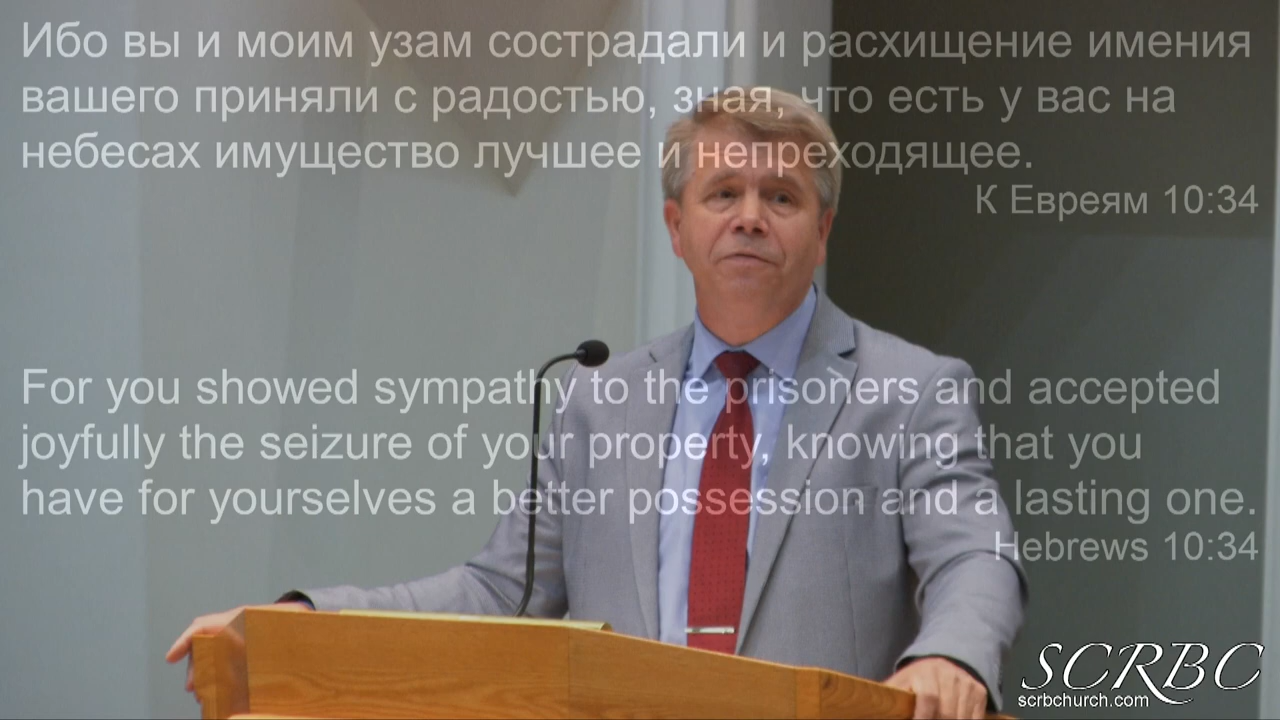 Ибо вы и моим узам сострадали и расхищение имения
вашего приняли с радостью, зная, что есть у вас на
небесах имущество лучшее и непреходящее.
К Евреям 10:34
For you showed sympathy to the prisoners and accepted
joyfully the seizure of your property, knowing that you
have for yourselves a better possession and a lasting one.
Hebrews 10:34
SCRBC
scrbchurch.com